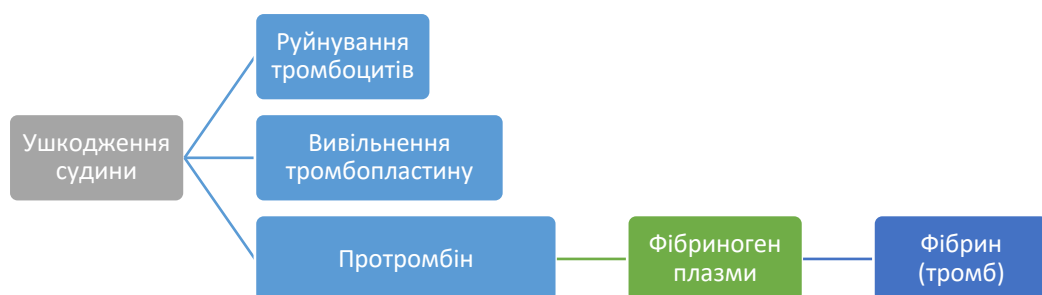 Ушкодження
судини
Руйнування
тромбоцитів
Вивільнення
тромбопластину
Протромбін
Фібриноген
плазми
Фібрин
(тромб)